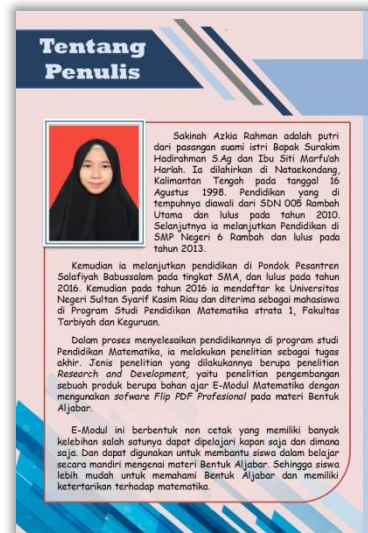 Tentang
Penulis
Sakinah Azkia Rahman adalah putri
dari pasangan suami istri Bapak Surakim
Hadirahman S.Ag dan Ibu Siti Marfu'ah
Harlah. Ia dilahirkan di Nataekondang,
Kalimantan Tengah pada tanggal 16
Agustus 1998. Pendidikan yang di
tempuhnya diawali dari SDN 005 Rambah
Utama dan lulus pada tahun 2010.
Selanjutnya ia melanjutkan Pendidikan di
SMP Negeri 6 Rambah dan lulus pada
tahun 2013.
Kemudian ia melanjutkan pendidikan di Pondok Pesantren
Salafiyah Babussalam pada tingkat SMA, dan lulus pada tahun
2016. Kemudian pada tahun 2016 ia mendaftar ke Universitas
Negeri Sultan Syarif Kasim Riau dan diterima sebagai mahasiswa
di Program Studi Pendidikan Matematika strata 1, Fakultas
Tarbiyah dan Keguruan.
Dalam proses menyelesaikan pendidikannya di program studi
Pendidikan Matematika, ia melakukan penelitian sebagai tugas
akhir. Jenis penelitian yang dilakukannya berupa penelitian
Research and Development, yaitu penelitian pengembangan
sebuah produk berupa bahan ajar E-Modul Matematika dengan
mengunakan sofware Flip PDF Profesional pada materi Bentuk
Aljabar.
E-Modul ini berbentuk non cetak yang memiliki banyak
kelebihan salah satunya dapat dipelajari kapan saja dan dimana
saja. Dan dapat digunakan untuk membantu siswa dalam belajar
secara mandiri mengenai materi Bentuk Aljabar. Sehingga siswa
lebih mudah untuk memahami Bentuk Aljabar dan memiliki
ketertarikan terhadap matematika.